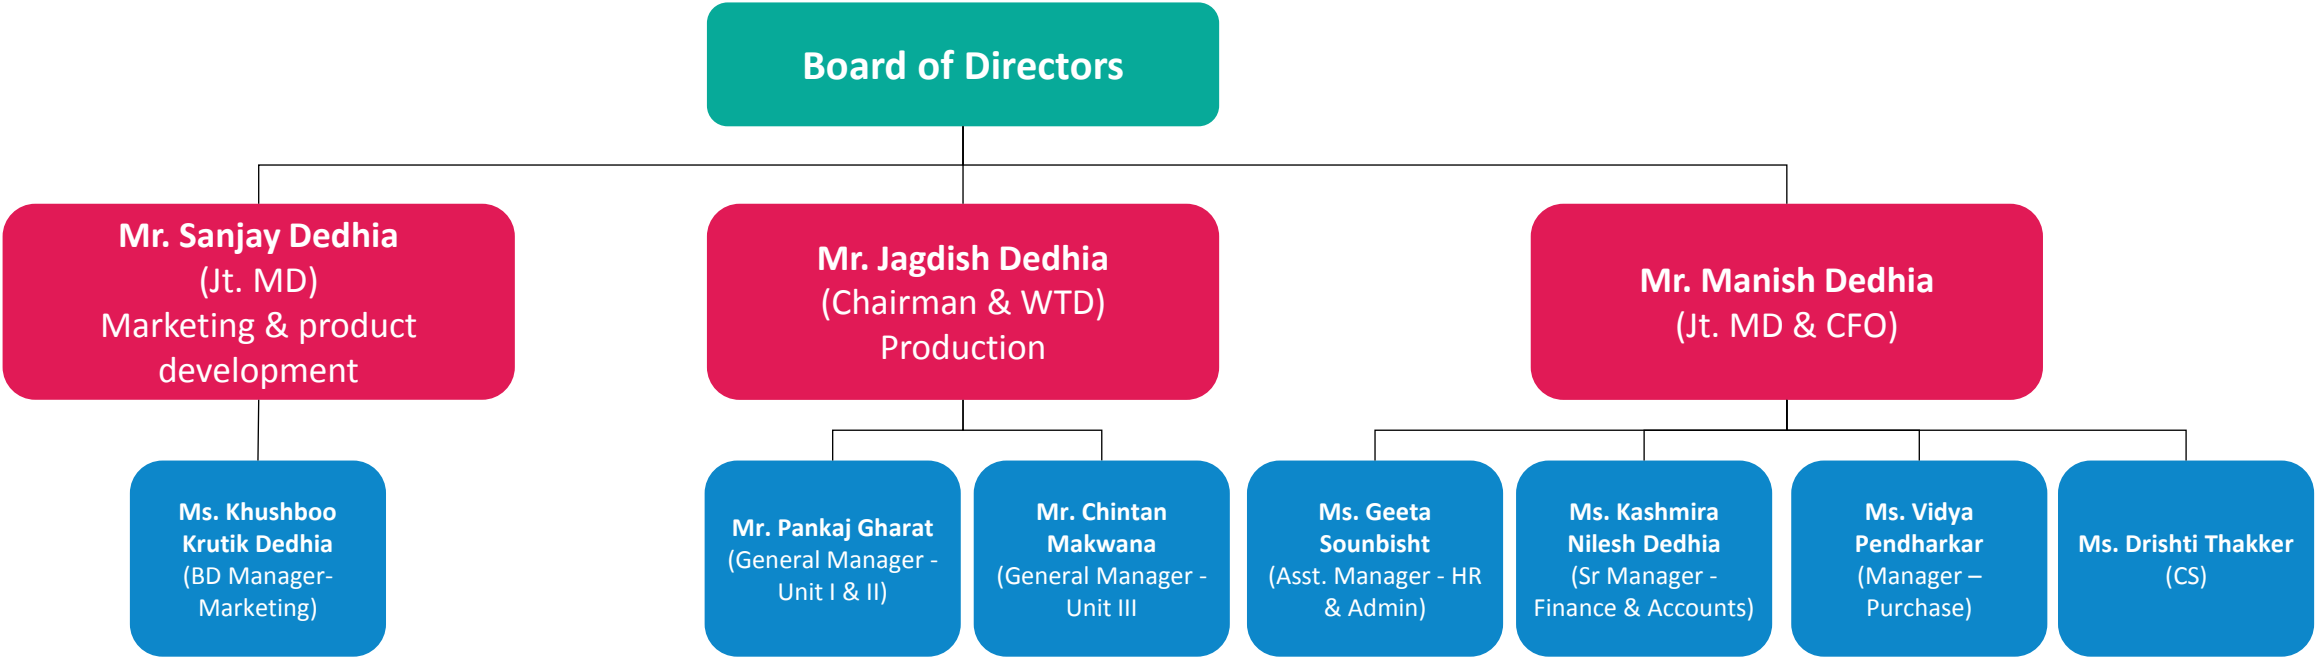 Board of Directors
Mr. Sanjay Dedhia
(Jt. MD)
Marketing & product
development
Mr. Jagdish Dedhia
(Chairman & WTD)
Production
Mr. Manish Dedhia
(Jt. MD & CFO)
Ms. Khushboo
Krutik Dedhia
(BD Manager-
Marketing)
Mr. Pankaj Gharat
(General Manager -
Unit I & II)
Mr. Chintan
Makwana
(General Manager -
Unit III
Ms. Geeta
Sounbisht
(Asst. Manager - HR
& Admin)
Ms. Kashmira
Nilesh Dedhia
(Sr Manager -
Finance & Accounts)
Ms. Vidya
Pendharkar
(Manager –
Purchase)
Ms. Drishti Thakker
(CS)